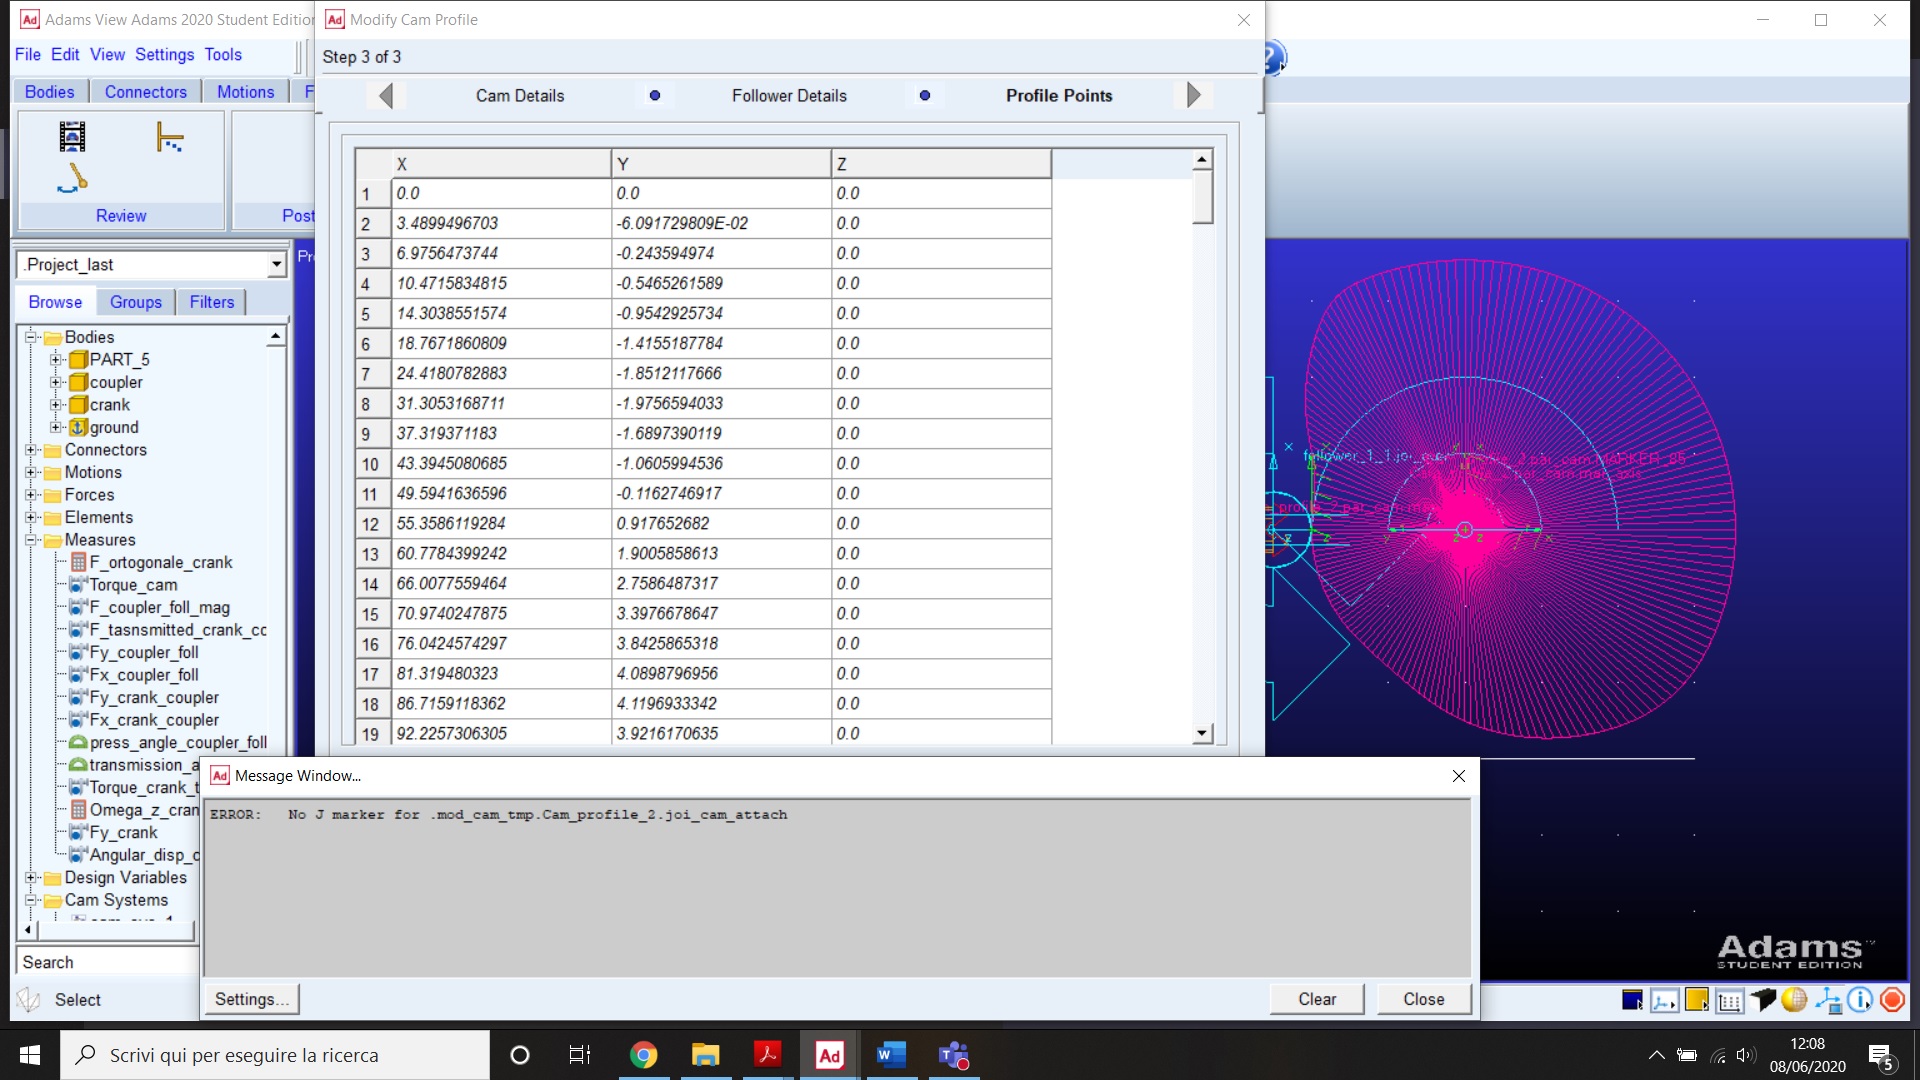 Adams View Adams 2020 Student Editio
Modify Cam Profile
File Edit View Settings Tools
Step 3 of 3
Bodies
Connectors
Motions
F
Cam Details
Follower Details
Profile Points
Review
Post
X Y Z
1 0.0 0.0 0.0
2 3.4899496703 -6.091729809E-02 0.0
3 6.9756473744 -0.243594974 0.0
4 10.4715834815 -0.5465261589 0.0
5 14.3038551574 -0.9542925734 0.0
6 18.7671860809 -1.4155187784 0.0
7 24.4180782883 -1.8512117666 0.0
8 31.3053168711 -1.9756594033 0.0
9 37.319371183 -1.6897390119 0.0
10 43.3945080685 -1.0605994536 0.0
11 49.5941636596 -0.1162746917 0.0
12 55.3586119284 0.917652682 0.0
13 60.7784399242 1.9005858613 0.0
14 66.0077559464 2.7586487317 0.0
15 70.9740247875 3.3976678647 0.0
16 76.0424574297 3.8425865318 0.0
17 81.319480323 4.0898796956 0.0
18 86.7159118362 4.1196933342 0.0
19 92.2257306305 3.9216170635 0.0
.Project_last
Pr
Browse
Groups
Filters
Bodies
PART_5
coupler
crank
ground
Connectors
Motions
Forces
Elements
Measures
F_ortogonale_crank
Torque_cam
F_coupler_foll_mag
F_tasnsmitted_crank_cc
Fy_coupler_foll
Fx_coupler_foll
Fy_crank_coupler
Fx_crank_coupler
press_angle_coupler_foll
transmission_a
Torque_crank_t
Omega_z_cran
Fy_crank
Angular_disp_c
Design Variables
Cam Systems
Search
Select
Message Window...
ERROR: No J marker for .mod_cam_tmp.Cam_profile_2.joi_cam_attach
Settings...
Clear
Close
Adams
STUDENT EDITION
Scrivi qui per eseguire la ricerca
12:08
08/06/2020
5